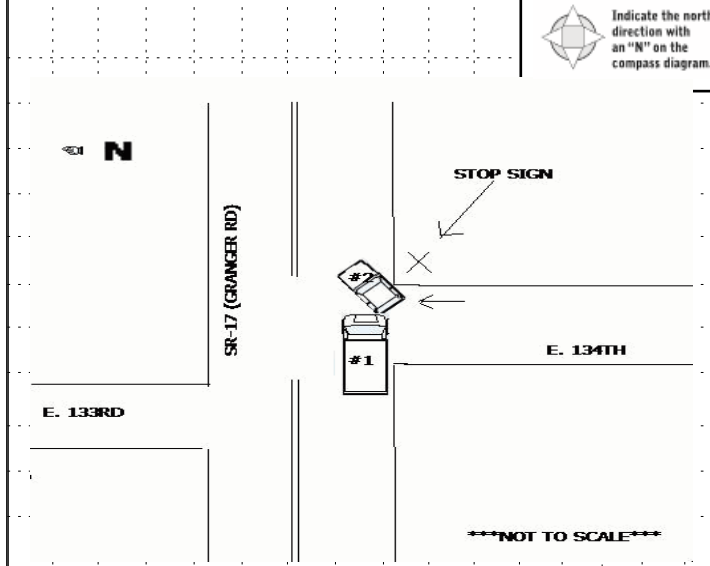 Indicate the north
direction with
an "N" on the
compass diagram.
N
STOP SIGN
SR-17 (GRANGER RD)
#2
#1
E. 134TH
E. 133RD
***NOT TO SCALE***